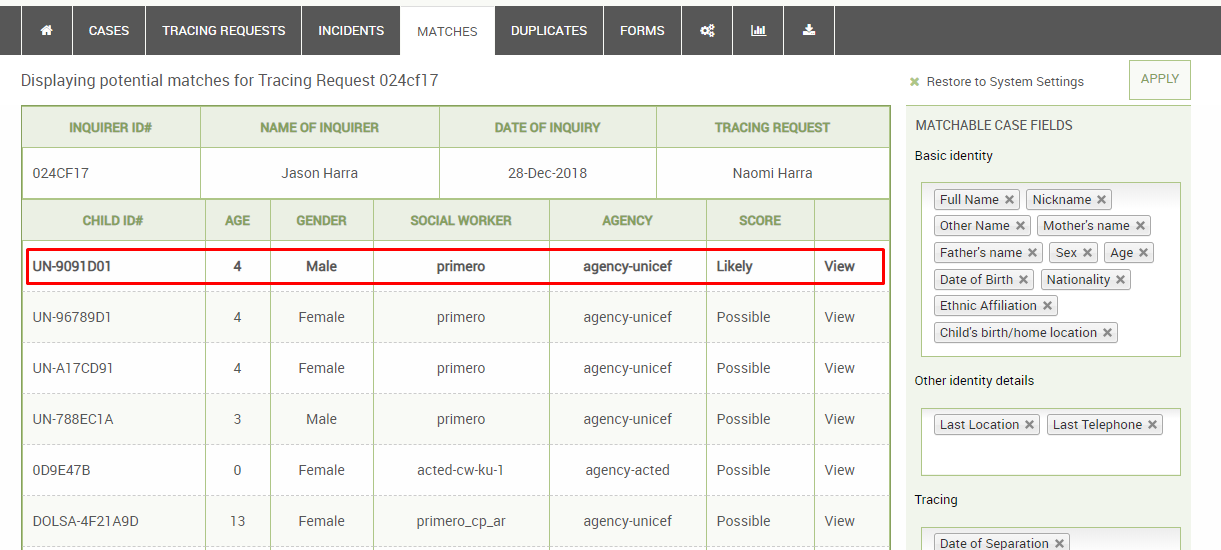 CASES TRACING REQUESTS INCIDENTS MATCHES DUPLICATES FORMS
Displaying potential matches for Tracing Request 024cf17
Restore to System Settings APPLY
INQUIRER ID# NAME OF INQUIRER DATE OF INQUIRY TRACING REQUEST
024CF17 Jason Harra 28-Dec-2018 Naomi Harra
CHILD ID# AGE GENDER SOCIAL WORKER AGENCY SCORE
UN-9091D01 4 Male primero agency-unicef Likely View
UN-96789D1 4 Female primero agency-unicef Possible View
UN-A17CD91 4 Female primero agency-unicef Possible View
UN-788EC1A 3 Male primero agency-unicef Possible View
0D9E47B 0 Female acted-cw-ku-1 agency-acted Possible View
DOLSA-4F21A9D 13 Female primero_cp_ar agency-unicef Possible View
MATCHABLE CASE FIELDS
Basic identity
Full Name Nickname
Other Name Mother's name
Father's name Sex Age
Date of Birth Nationality
Ethnic Affiliation
Child's birth/home location
Other identity details
Last Location Last Telephone
Tracing
Date of Separation